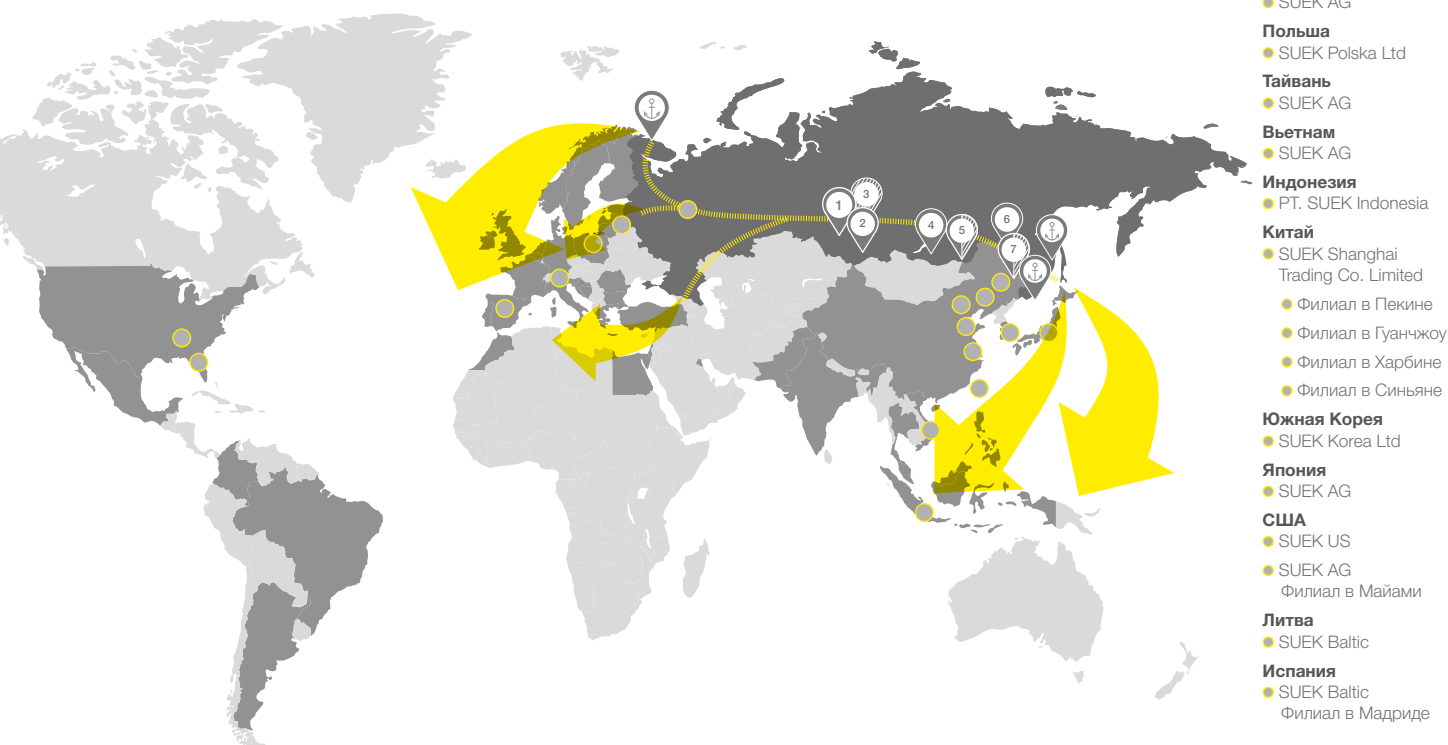 SUEK AG
Польша
SUEK Polska Ltd
Тайвань
SUEK AG
Вьетнам
SUEK AG
Индонезия
PT. SUEK Indonesia
Китай
SUEK Shanghai
Trading Co. Limited
Филиал в Пекине
Филиал в Гуанчжоу
Филиал в Харбине
Филиал в Синьяне
Южная Корея
SUEK Korea Ltd
Япония
SUEK AG
США
SUEK US
SUEK AG
Филиал в Майами
Литва
SUEK Baltic
Испания
SUEK Baltic
Филиал в Мадриде
1
3
2
4
5
6
7